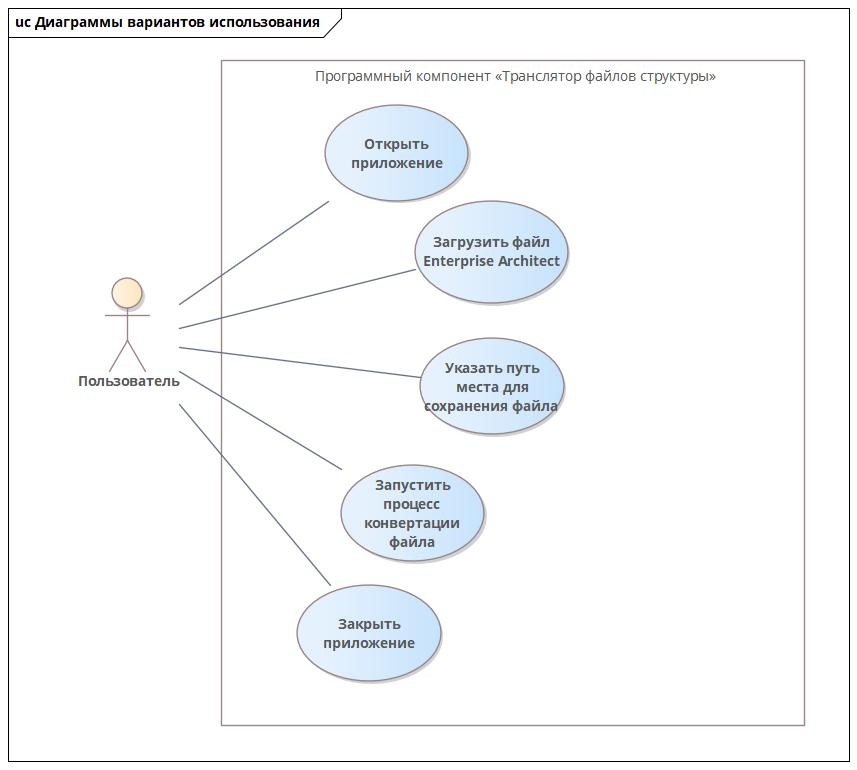 uc Диаграммы вариантов использования
Программный компонент «Транслятор файлов структуры»
Открыть
приложение
Загрузить файл
Enterprise Architect
Пользователь
Указать путь
места для
сохранения файла
Запустить
процесс
конвертации
файла
Закрыть
приложение